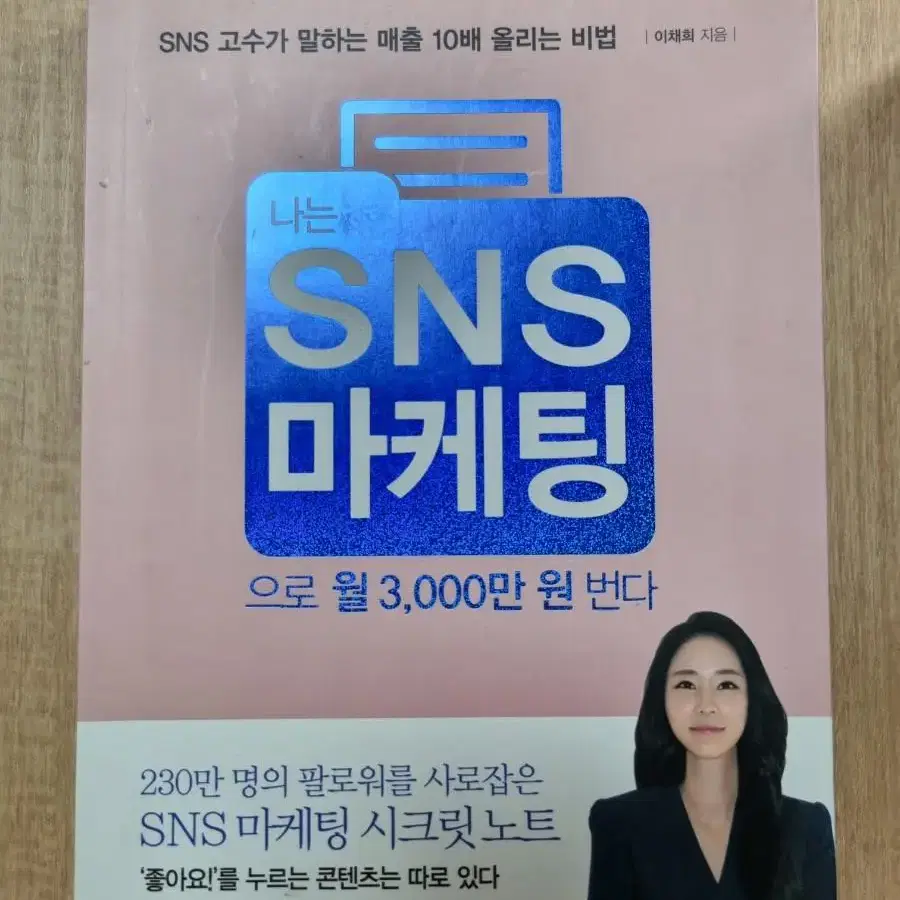 SNS 고수가 말하는 매출 10배 올리는 비법 | 이채희 지음 |
나는
SNS
마케팅
으로 월 3,000만 원 번다
230만 명의 팔로워를 사로잡은
SNS 마케팅 시크릿 노트
‘좋아요!’를 누르는 콘텐츠는 따로 있다